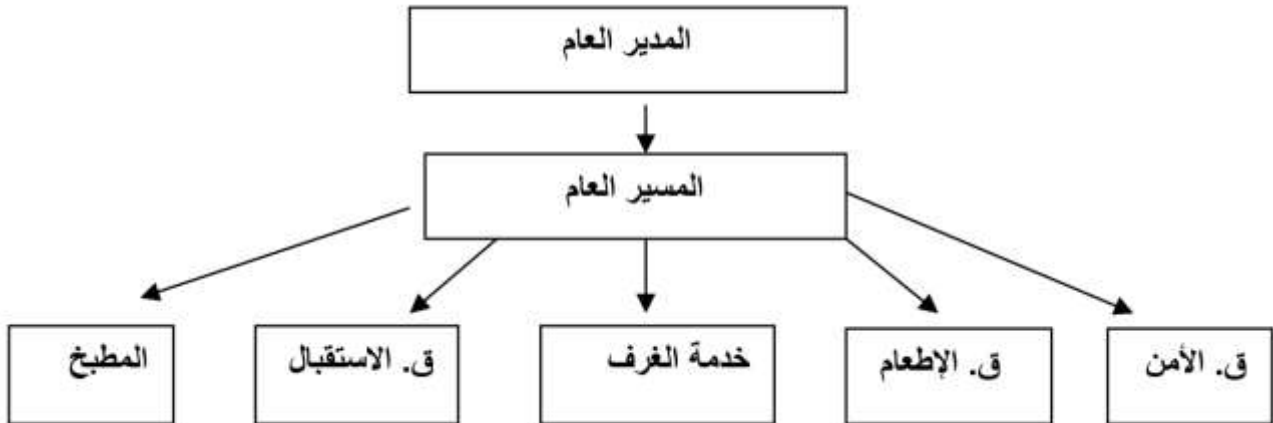 المدير العام
المسير العام
ق. الأمن
ق. الإطعام
خدمة الغرف
ق. الاستقبال
المطبخ